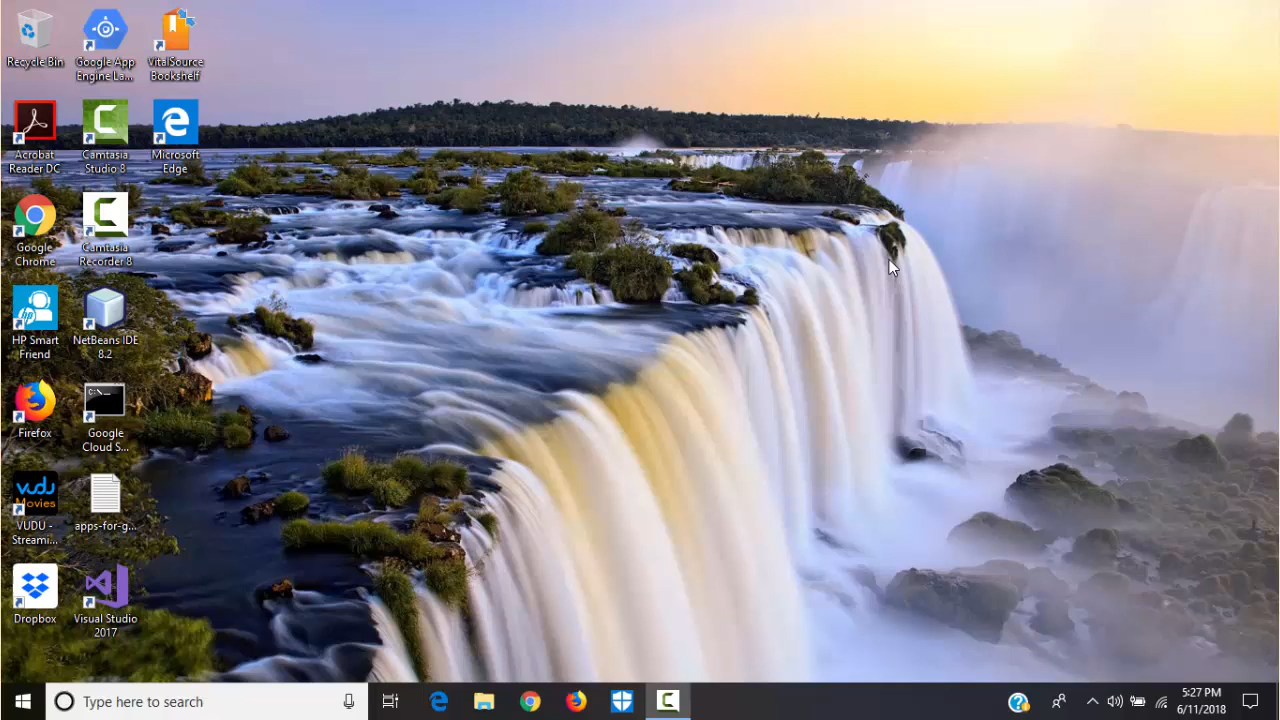 Recycle Bin
Google App
Engine La...
VitalSource
Bookshelf
Acrobat
Reader DC
Camtasia
Studio 8
Microsoft
Edge
Google
Chrome
Camtasia
Recorder 8
HP Smart
Friend
NetBeans IDE
8.2
Firefox
C:\...
Google
Cloud S...
vudu
Movies
VUDU -
Streami...
apps-for-g...
Dropbox
Visual Studio
2017
Type here to search
5:27 PM
6/11/2018